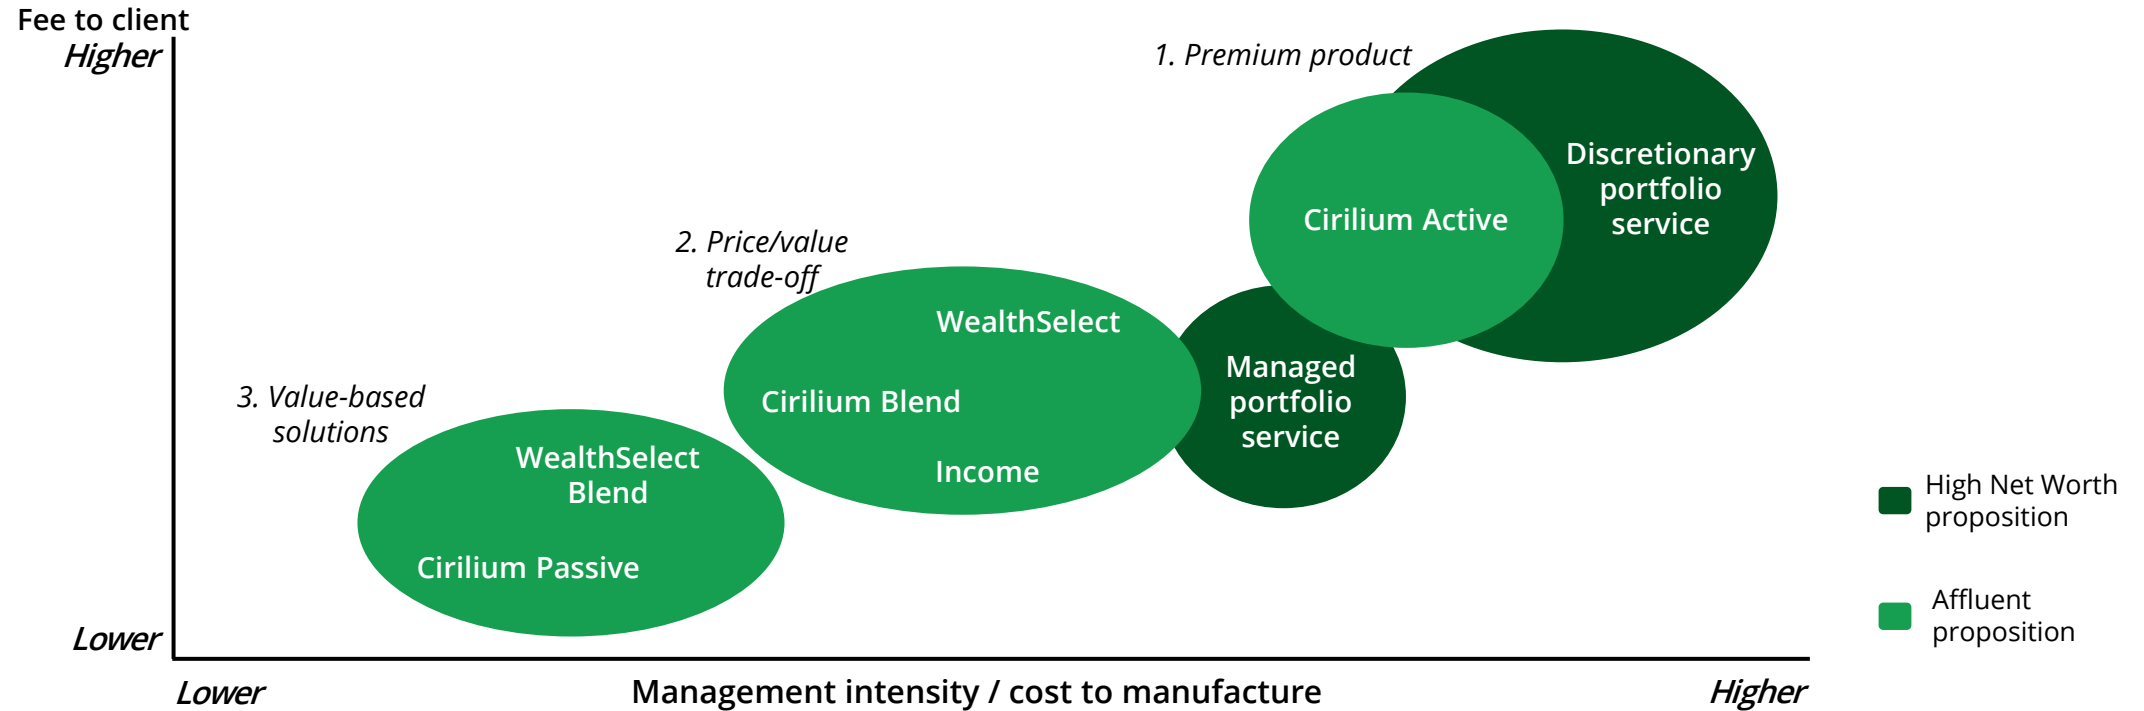 Fee to client
Higher
1. Premium product
Discretionary
portfolio
service
Cirilium Active
2. Price/value
trade-off
WealthSelect
Cirilium Blend
Income
Managed
portfolio
service
3. Value-based
solutions
WealthSelect
Blend
Cirilium Passive
High Net Worth
proposition
Affluent
proposition
Lower
Lower
Management intensity / cost to manufacture
Higher